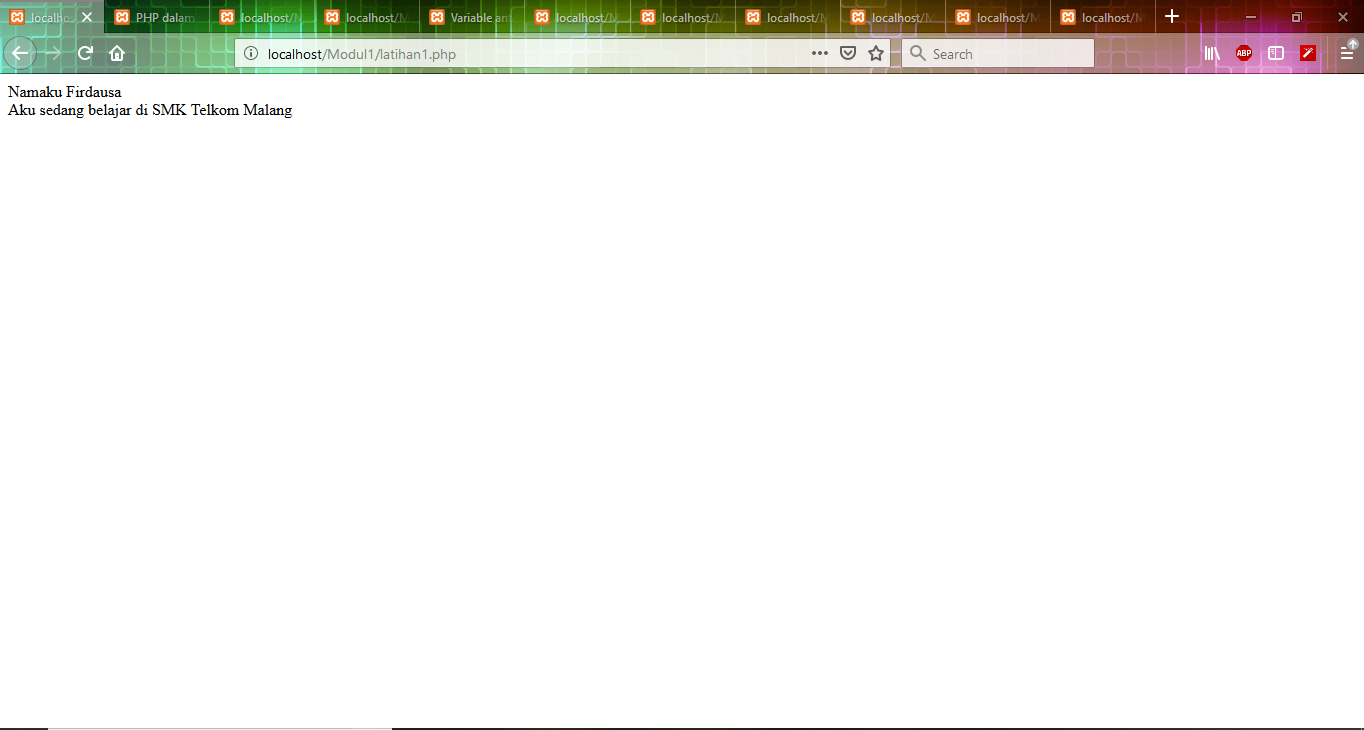 localhos
PHP dalam
localhost/M
localhost/M
Variable an
localhost/M
localhost/M
localhost/M
localhost/M
localhost/M
localhost/M
localhost/Modul1/latihan1.php
Search
ABP
Namaku Firdausa
Aku sedang belajar di SMK Telkom Malang